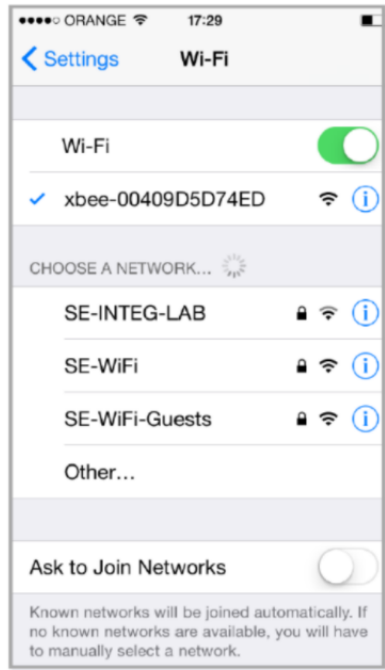 ORANGE 17:29
Settings Wi-Fi
Wi-Fi
xbee-00409D5D74ED
CHOOSE A NETWORK...
SE-INTEG-LAB
SE-WiFi
SE-WiFi-Guests
Other...
Ask to Join Networks
Known networks will be joined automatically. If
no known networks are available, you will have
to manually select a network.